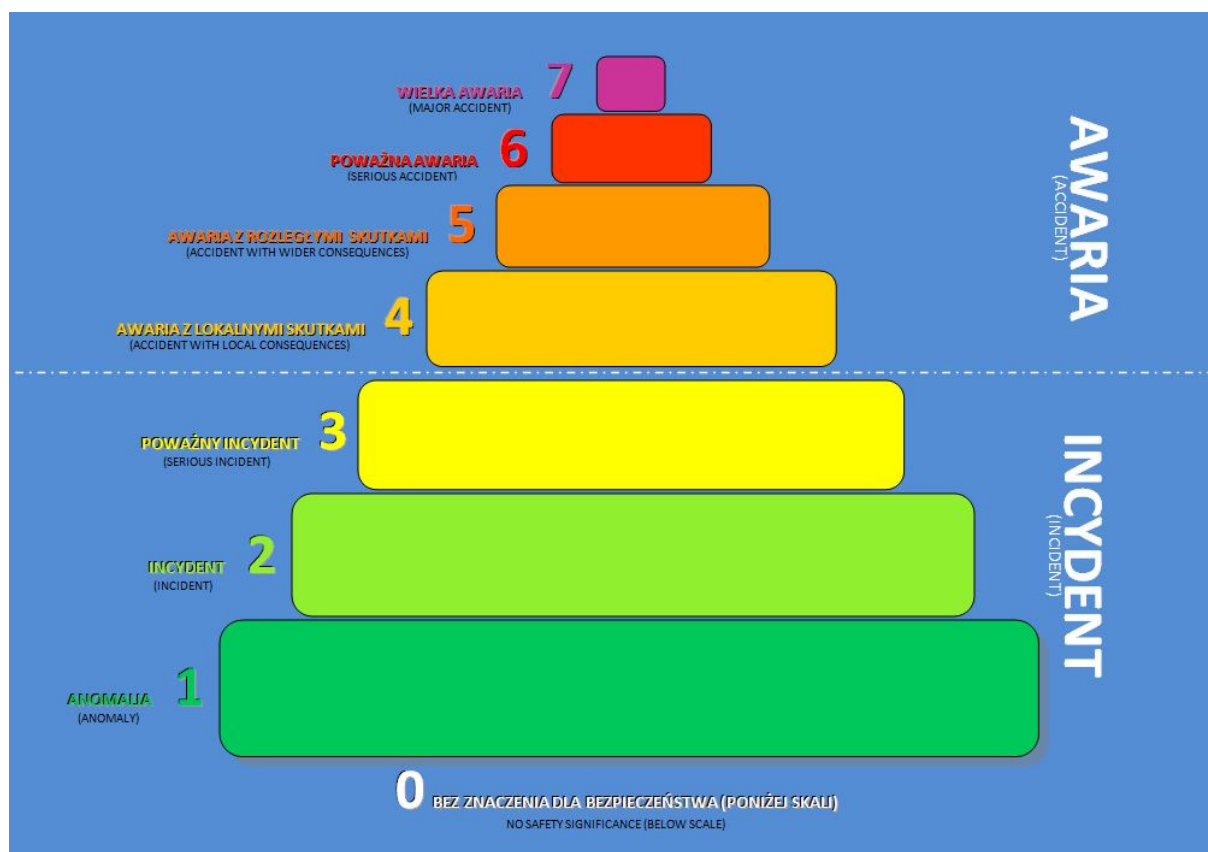 7
WIELKA AWARIA
(MAJOR ACCIDENT)
6
POWAŻNA AWARIA
(SERIOUS ACCIDENT)
5
AWARIA Z ROZLEGŁYMI SKUTKAMI
(ACCIDENT WITH WIDER CONSEQUENCES)
4
AWARIA Z LOKALNYMI SKUTKAMI
(ACCIDENT WITH LOCAL CONSEQUENCES)
AWARIA
(ACCIDENT)
3
POWAŻNY INCYDENT
(SERIOUS INCIDENT)
2
INCYDENT
(INCIDENT)
1
ANOMALIA
(ANOMALY)
INCYDENT
(INCIDENT)
0 BEZ ZNACZENIA DLA BEZPIECZEŃSTWA (PONIŻEJ SKALI)
NO SAFETY SIGNIFICANCE (BELOW SCALE)